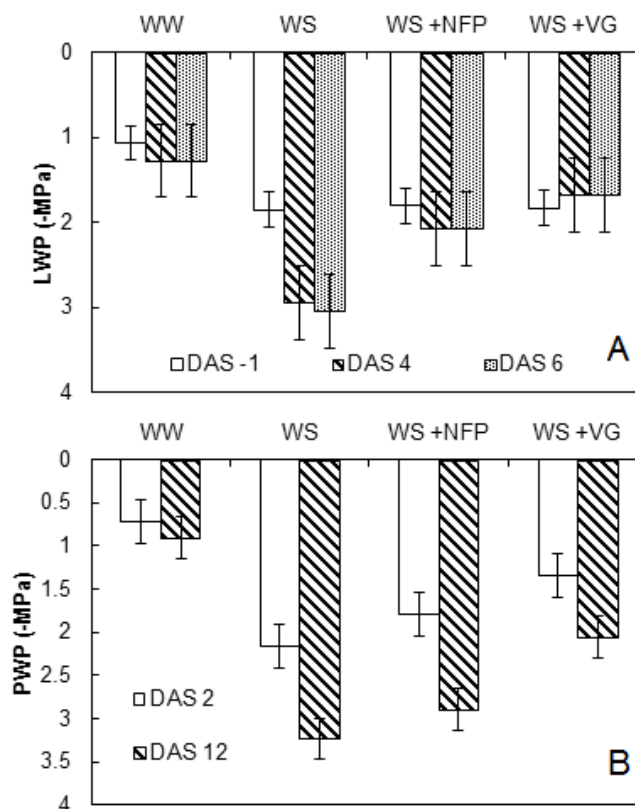 WW WS WS +NFP WS +VG
0
1
2
3
4
LWP (-MPa)
DAS -1 DAS 4 DAS 6
A
WW WS WS +NFP WS +VG
0
0.5
1
1.5
2
2.5
3
3.5
4
PWP (-MPa)
DAS 2
DAS 12
B